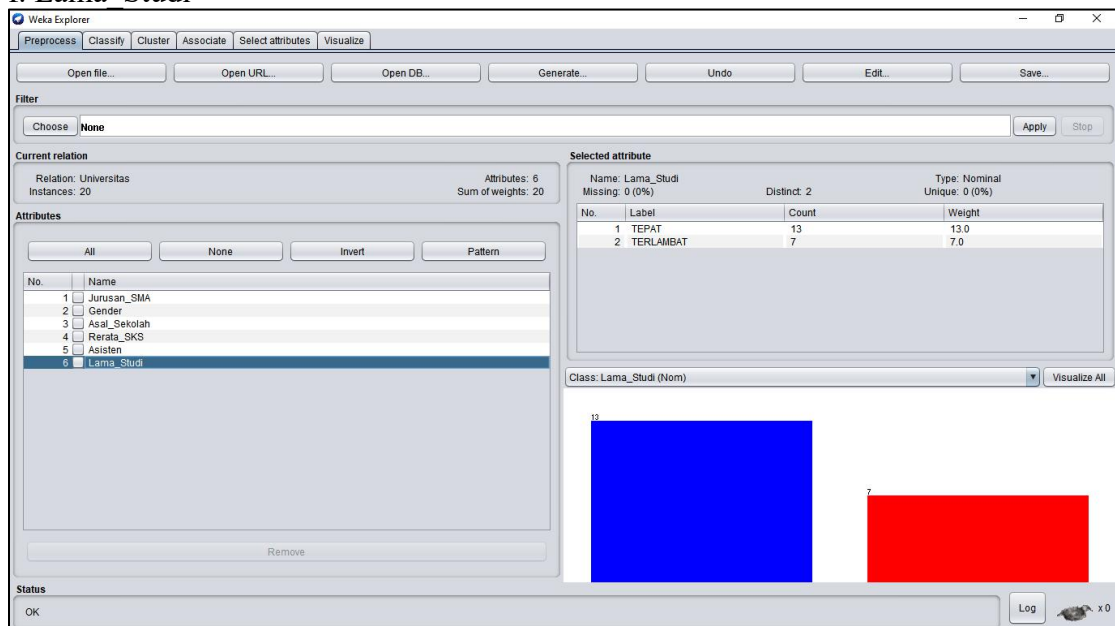 f. Lama_Studi
Weka Explorer
Preprocess Classify Cluster Associate Select attributes Visualize
Open file... Open URL... Open DB... Generate... Undo Edit... Save...
Filter
Choose None Apply Stop
Current relation
Relation: Universitas Attributes: 6
Instances: 20 Sum of weights: 20
Attributes
All None Invert Pattern
No. Name
1 Jurusan_SMA
2 Gender
3 Asal_Sekolah
4 Rerata_SKS
5 Asisten
6 Lama_Studi
Remove
Selected attribute
Name: Lama_Studi Type: Nominal
Missing: 0 (0%) Distinct: 2 Unique: 0 (0%)
No. Label Count Weight
1 TEPAT 13 13.0
2 TERLAMBAT 7 7.0
Class: Lama_Studi (Nom) Visualize All
13
7
Status
OK Log x 0